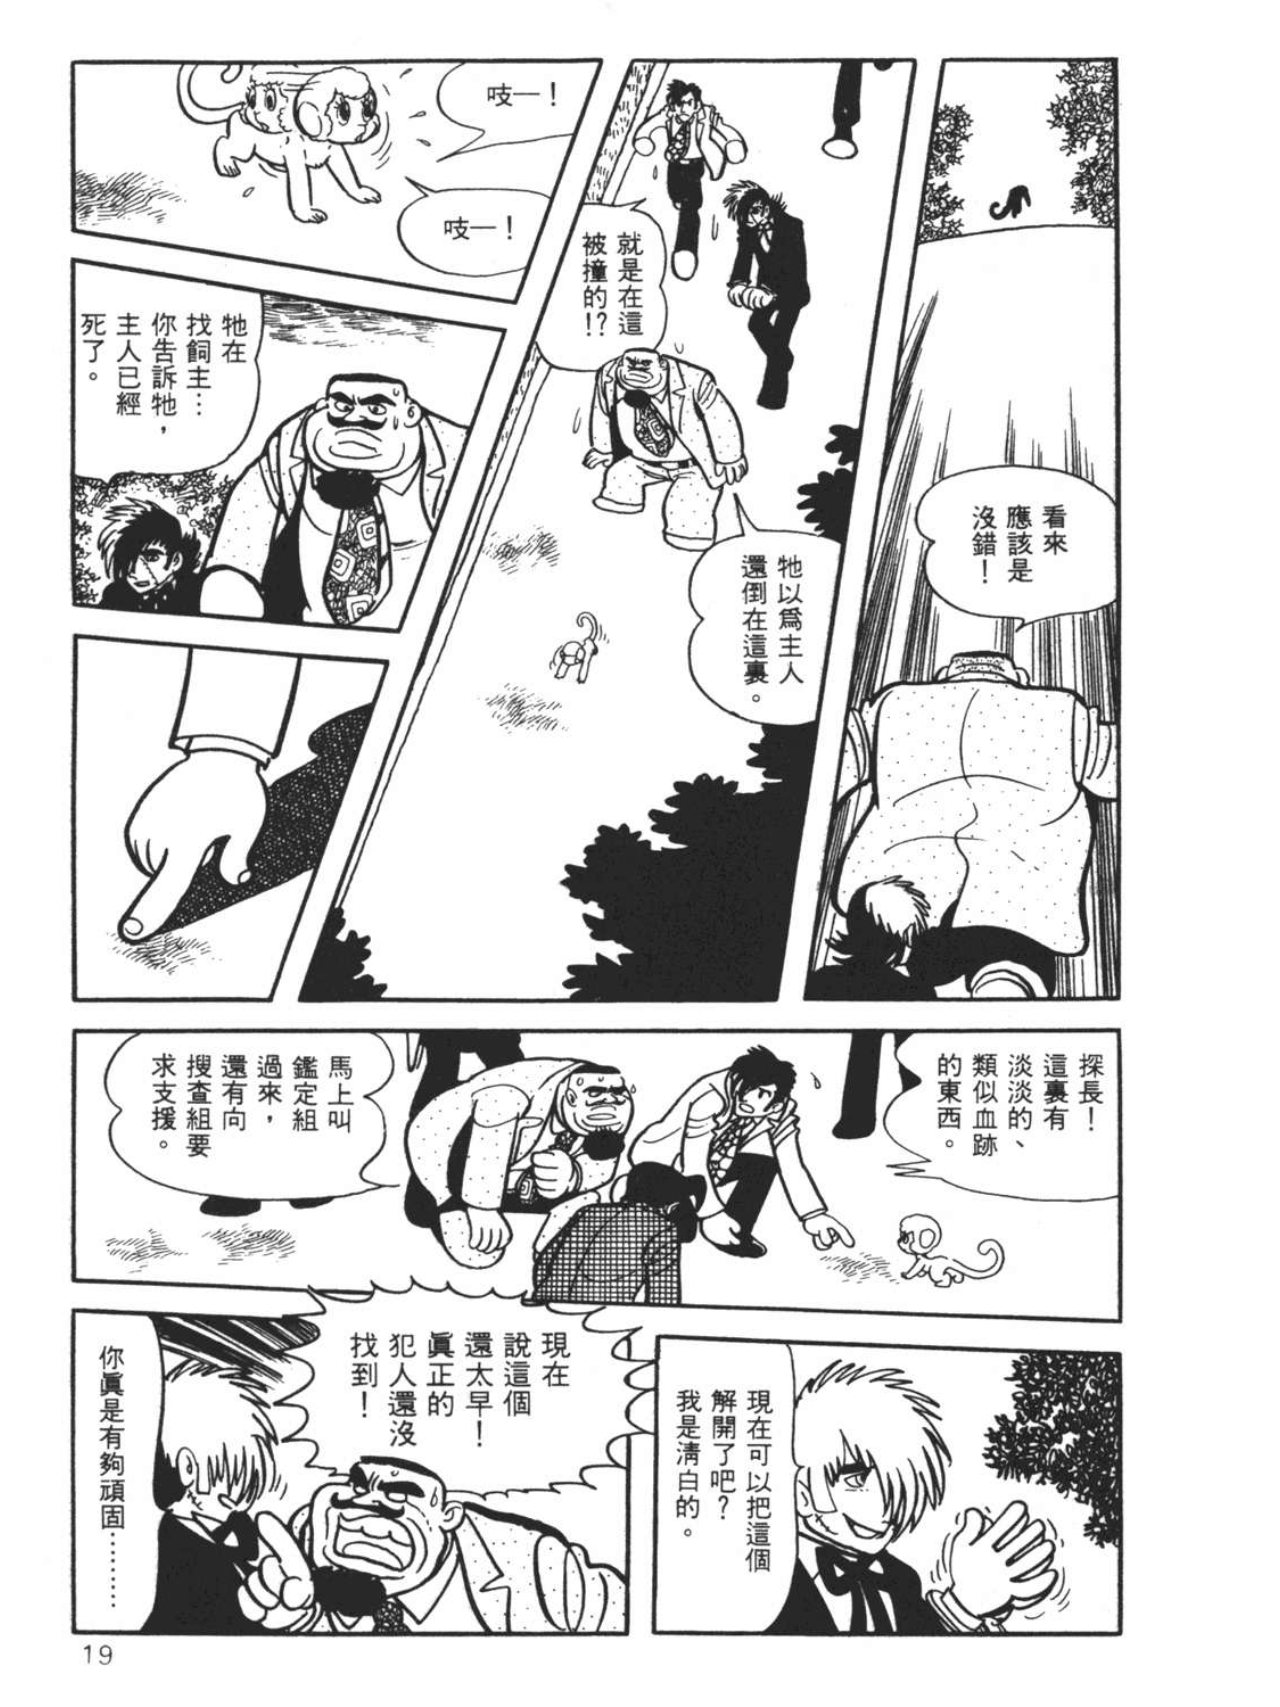 看來
應該是
沒錯！
就是在這
被撞的!?
牠以爲主人
還倒在這裏。
吱—！
吱—！
牠在
找飼主…
你告訴牠，
主人已經
死了。
探長！
這裏有
淡淡的、
類似血跡
的東西。
馬上叫
鑑定組
過來，
還有向
搜查組要
求支援。
現在可以把這個
解開了吧？
我是淸白的。
現在
說這個
還太早！
眞正的
犯人還沒
找到！
你眞是有夠頑固………
19